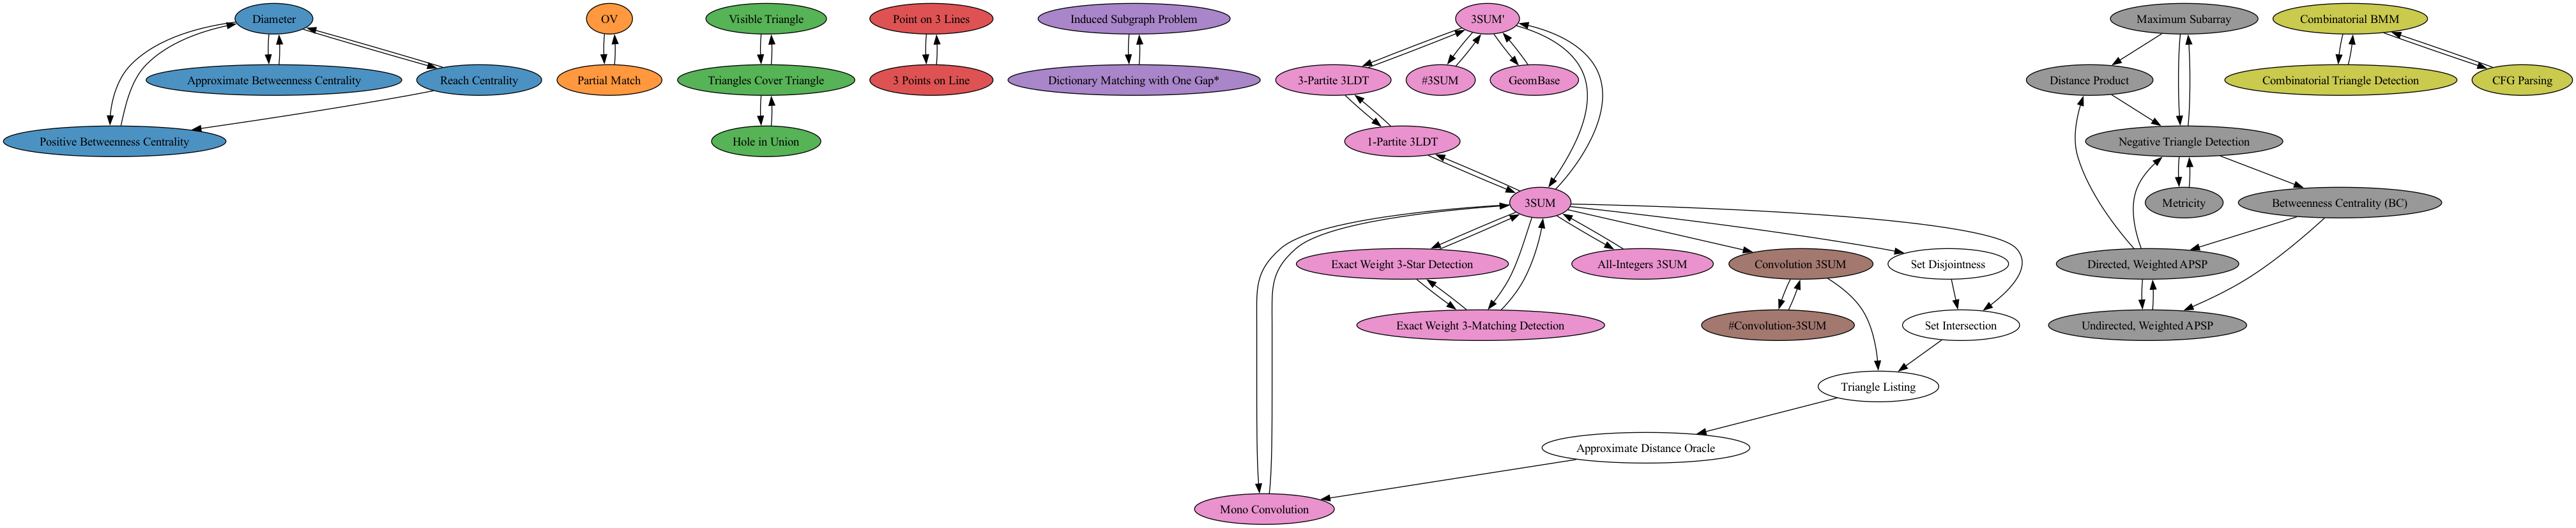 Diameter
OV
Visible Triangle
Point on 3 Lines
Induced Subgraph Problem
3SUM'
Maximum Subarray
Combinatorial BMM
Approximate Betweenness Centrality
Reach Centrality
Partial Match
Triangles Cover Triangle
3 Points on Line
Dictionary Matching with One Gap*
3-Partite 3LDT
#3SUM
GeomBase
Distance Product
Combinatorial Triangle Detection
CFG Parsing
Positive Betweenness Centrality
Hole in Union
1-Partite 3LDT
Negative Triangle Detection
3SUM
Metricity
Betweenness Centrality (BC)
Exact Weight 3-Star Detection
All-Integers 3SUM
Convolution 3SUM
Set Disjointness
Directed, Weighted APSP
Exact Weight 3-Matching Detection
#Convolution-3SUM
Set Intersection
Undirected, Weighted APSP
Triangle Listing
Approximate Distance Oracle
Mono Convolution